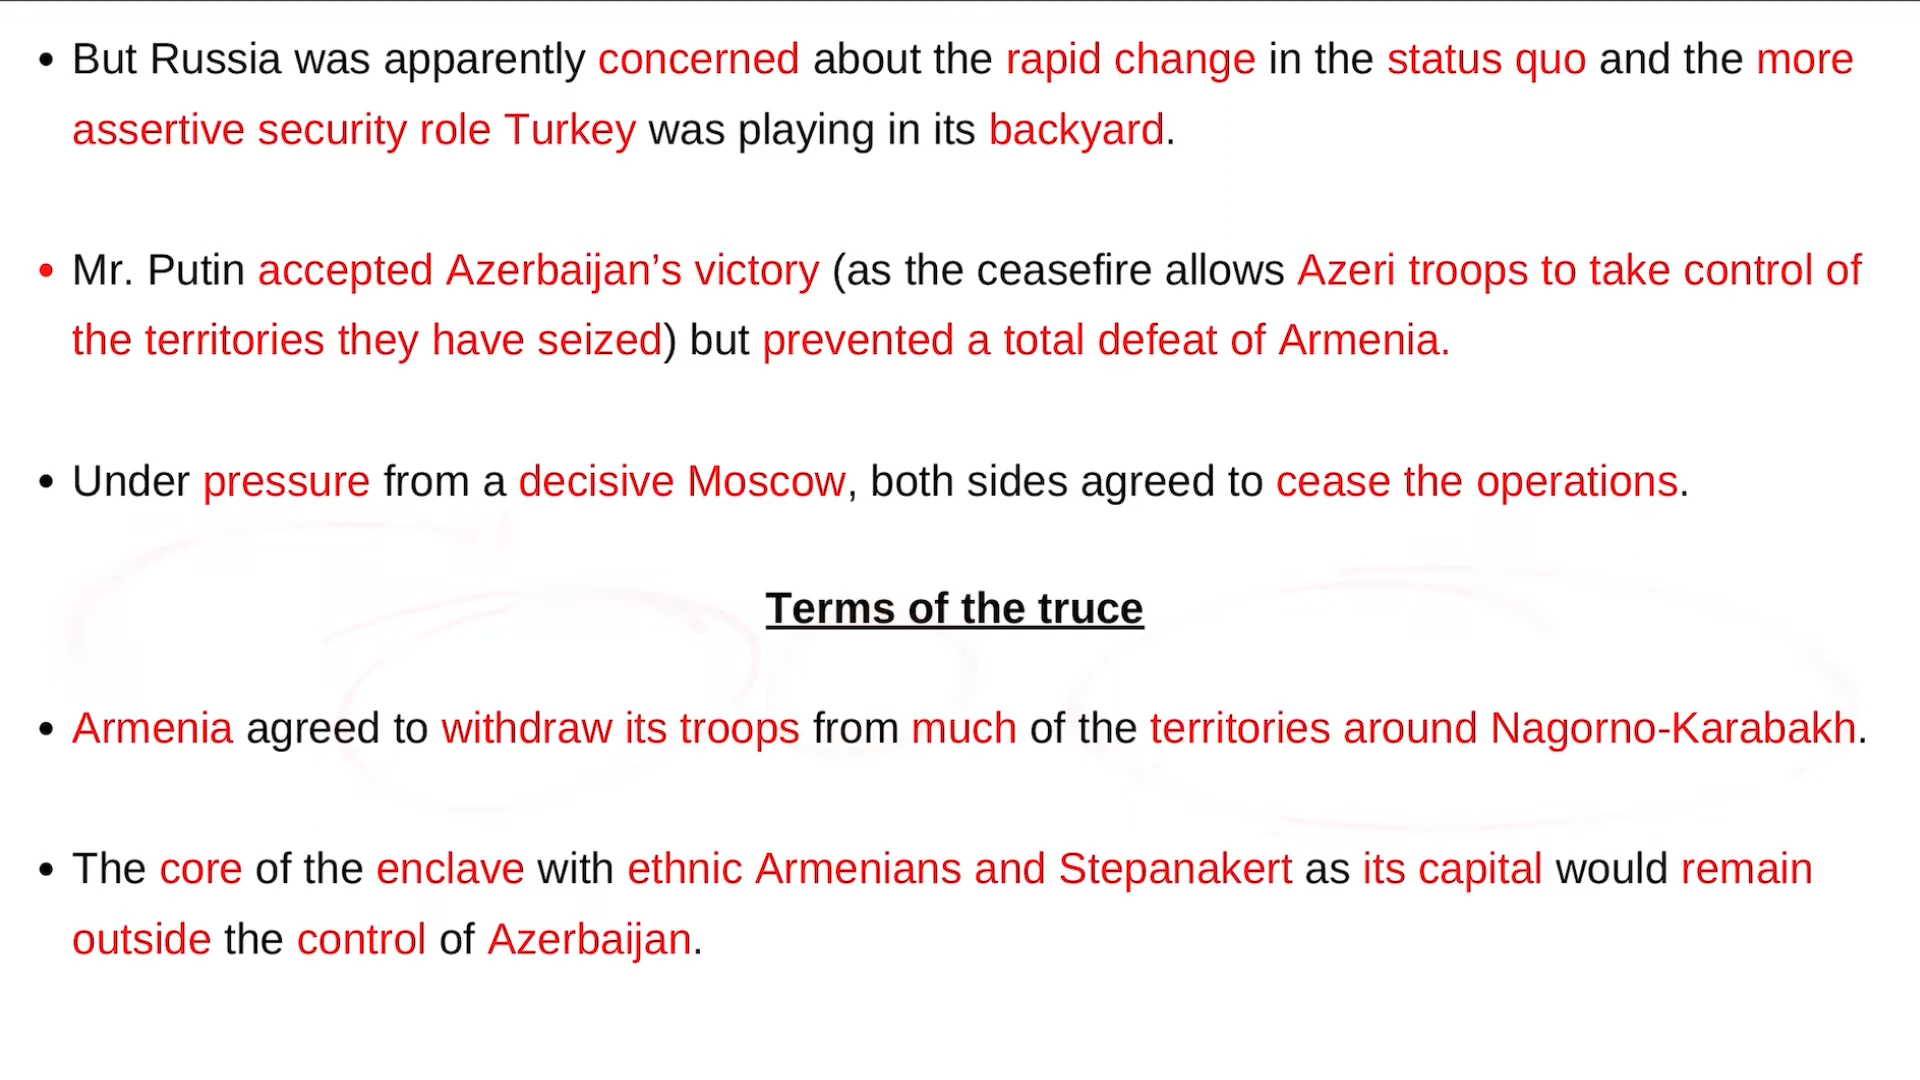 • But Russia was apparently concerned about the rapid change in the status quo and the more
assertive security role Turkey was playing in its backyard.
• Mr. Putin accepted Azerbaijan’s victory (as the ceasefire allows Azeri troops to take control of
the territories they have seized) but prevented a total defeat of Armenia.
• Under pressure from a decisive Moscow, both sides agreed to cease the operations.
Terms of the truce
• Armenia agreed to withdraw its troops from much of the territories around Nagorno-Karabakh.
• The core of the enclave with ethnic Armenians and Stepanakert as its capital would remain
outside the control of Azerbaijan.